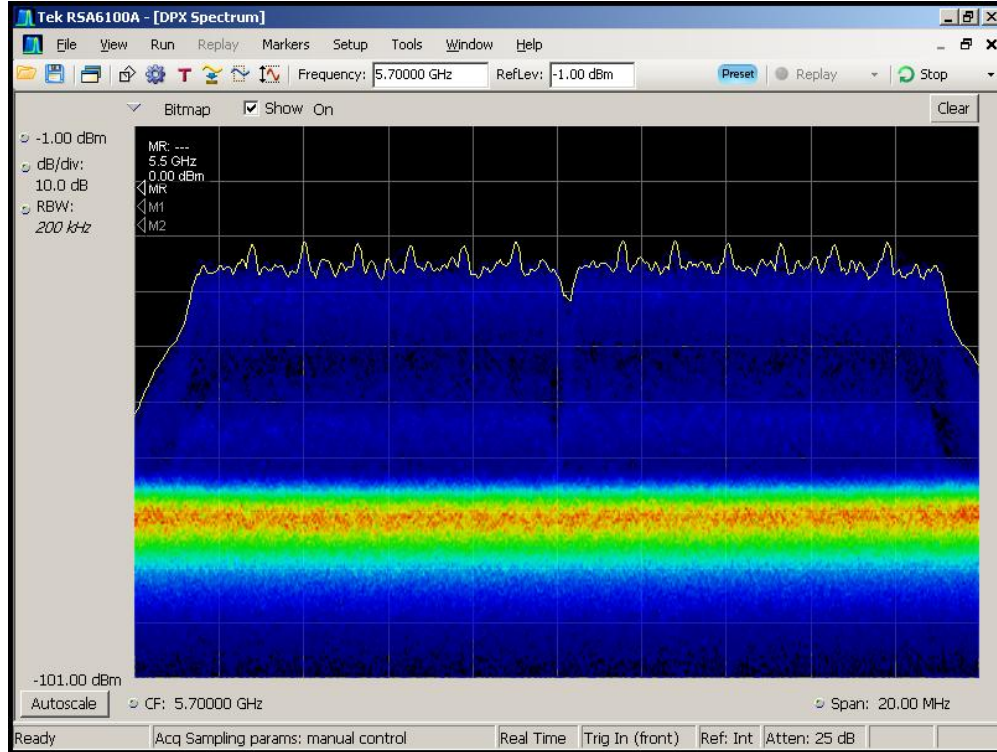 Tek RSA6100A - [DPX Spectrum]
File View Run Replay Markers Setup Tools Window Help
T Frequency: 5.70000 GHz RefLev: -1.00 dBm Preset Replay Stop
Bitmap Show On Clear
-1.00 dBm
dB/div:
10.0 dB
RBW:
200 kHz
MR: ---
5.5 GHz
0.00 dBm
MR
M1
M2
-101.00 dBm
Autoscale CF: 5.70000 GHz Span: 20.00 MHz
Ready Acq Sampling params: manual control Real Time Trig In (front) Ref: Int Atten: 25 dB